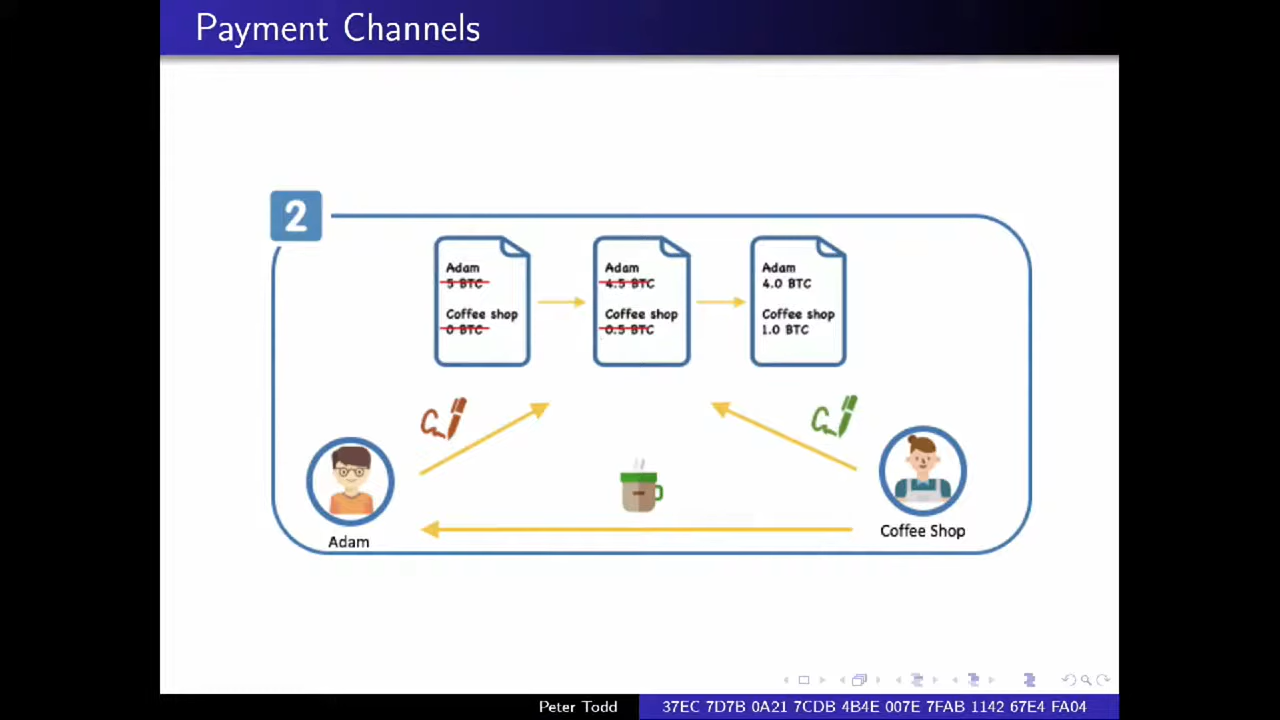 Payment Channels
2
Adam
5 BTC
Coffee shop
0 BTC
Adam
4.5 BTC
Coffee shop
0.5 BTC
Adam
4.0 BTC
Coffee shop
1.0 BTC
Adam
Coffee Shop
Peter Todd
37EC 7D7B 0A21 7CDB 4B4E 007E 7FAB 1142 67E4 FA04